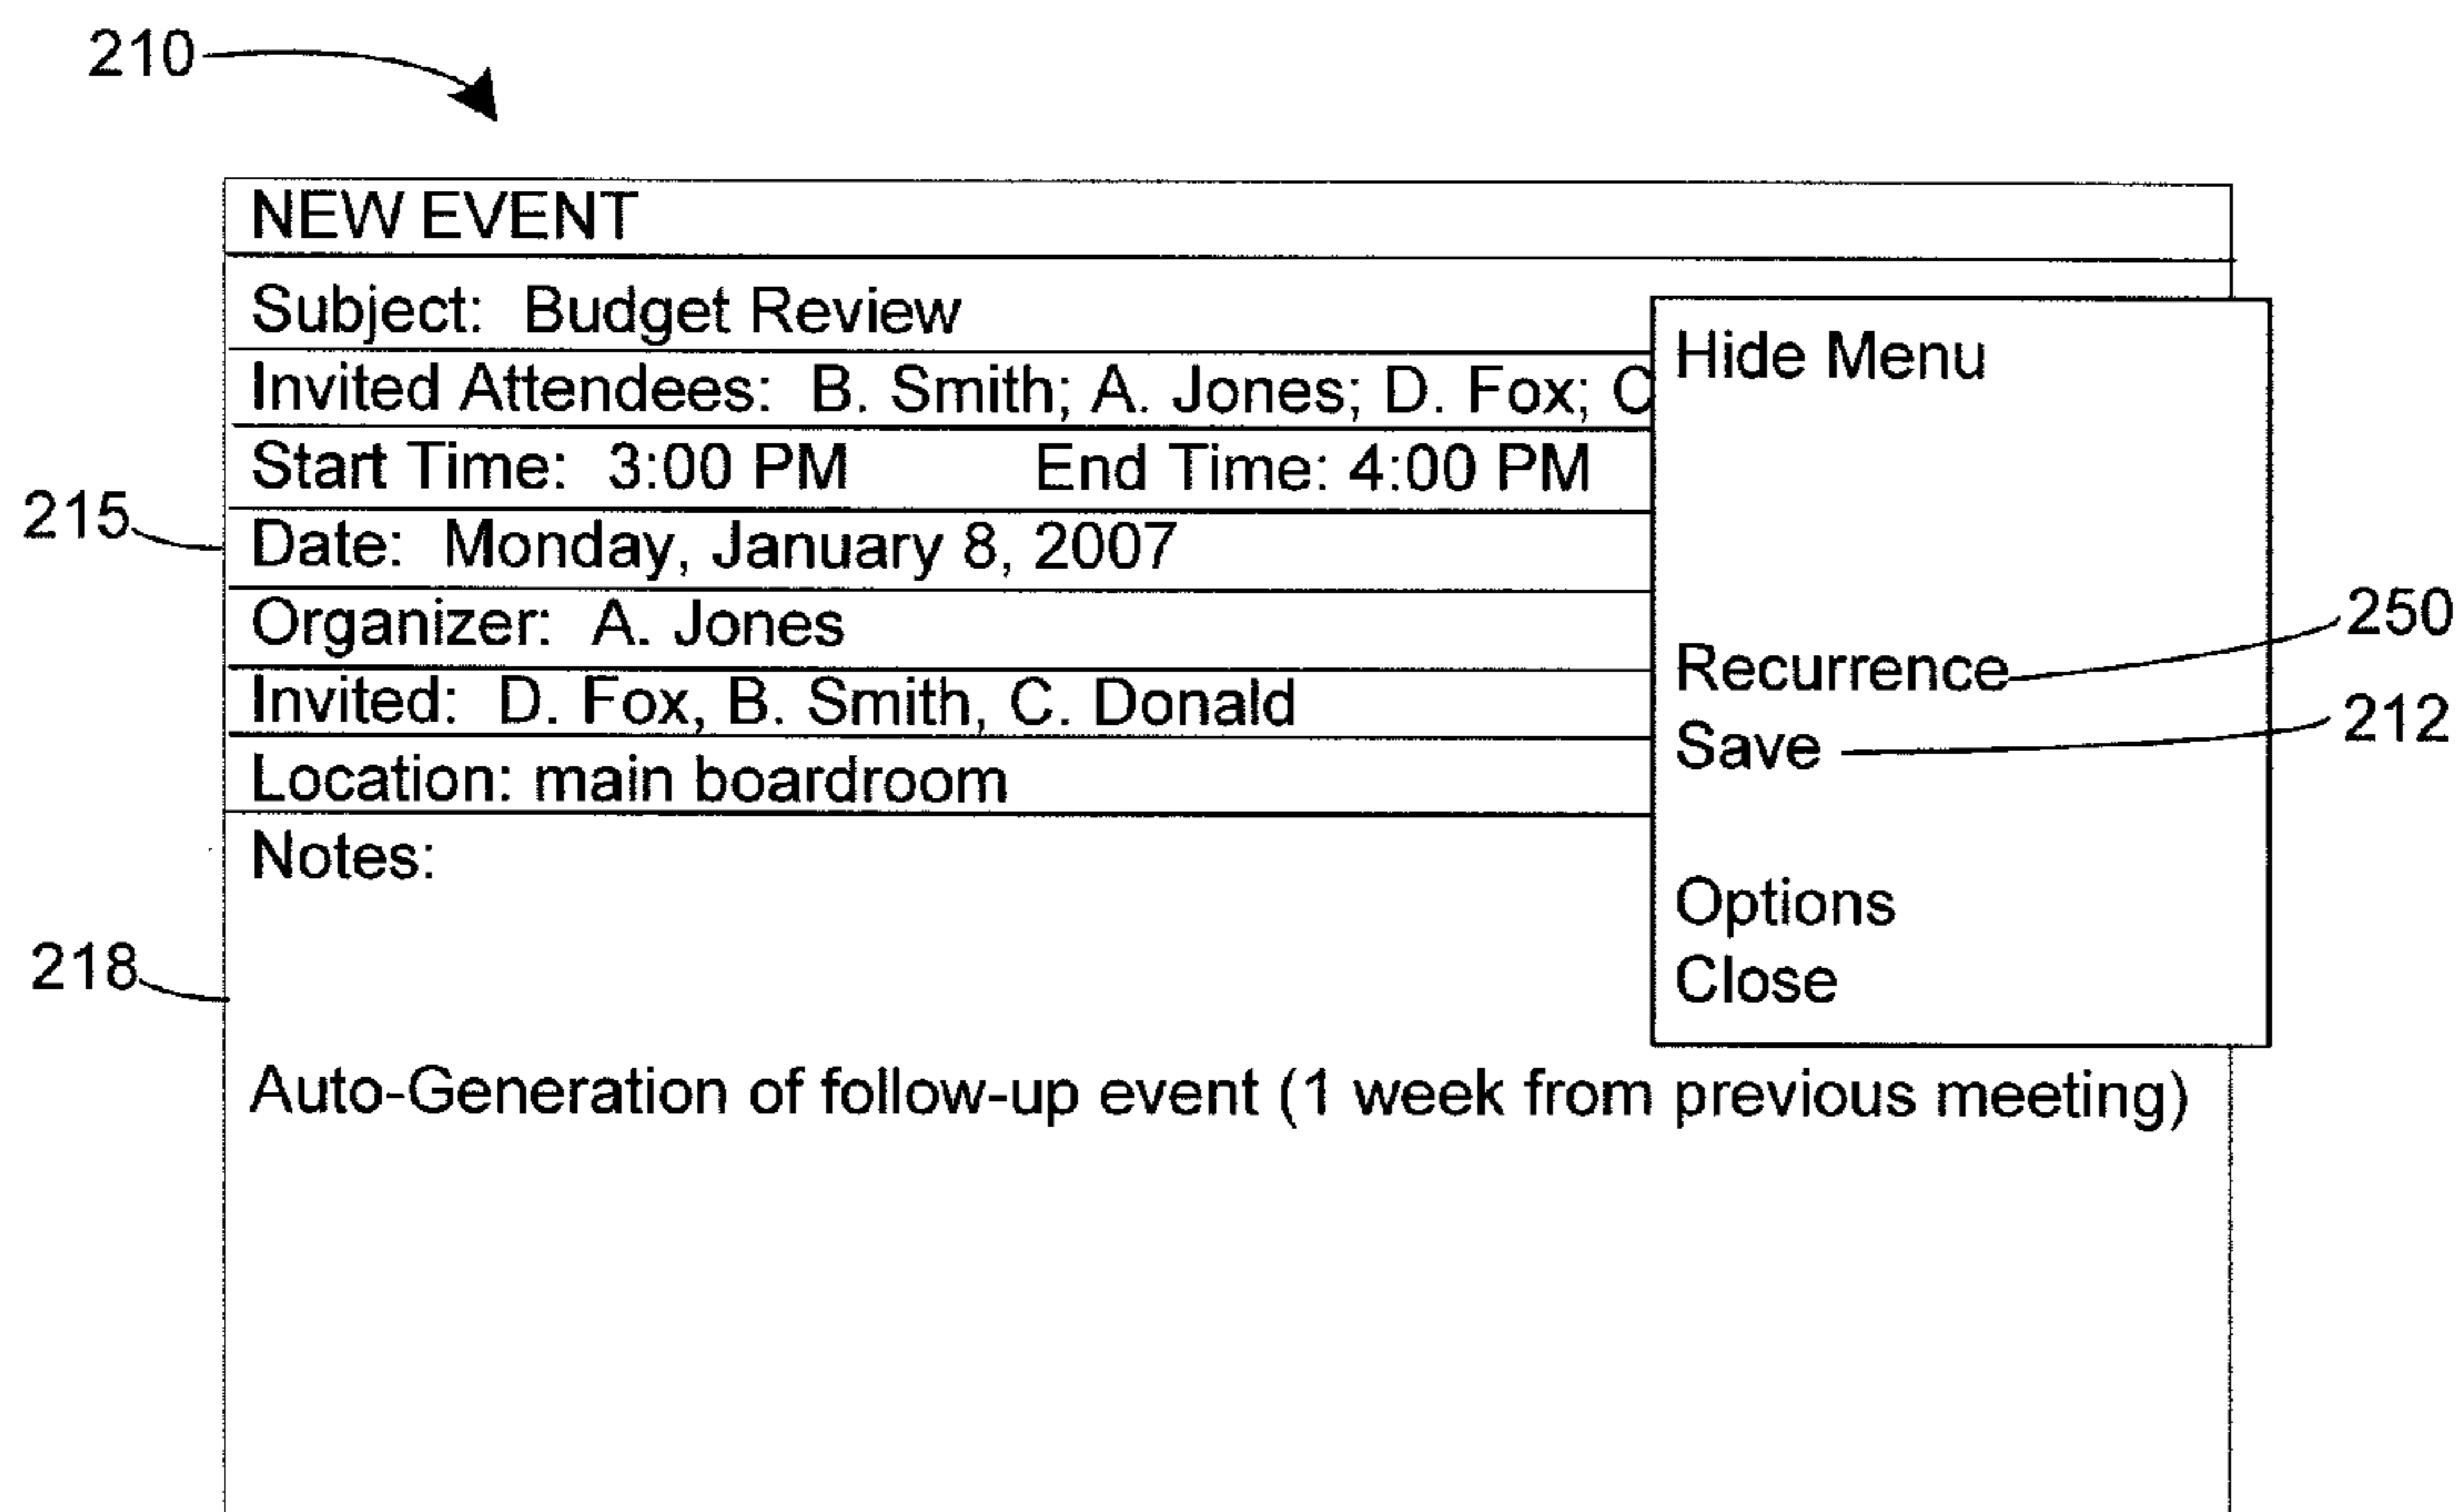 210
NEW EVENT
Subject: Budget Review
Invited Attendees: B. Smith; A. Jones; D. Fox; C
Start Time: 3:00 PM End Time: 4:00 PM
215
Date: Monday, January 8, 2007
Organizer: A. Jones
Invited: D. Fox, B. Smith, C. Donald
Location: main boardroom
Notes:
218
Auto-Generation of follow-up event (1 week from previous meeting)
Hide Menu
Recurrence
250
Save
212
Options
Close